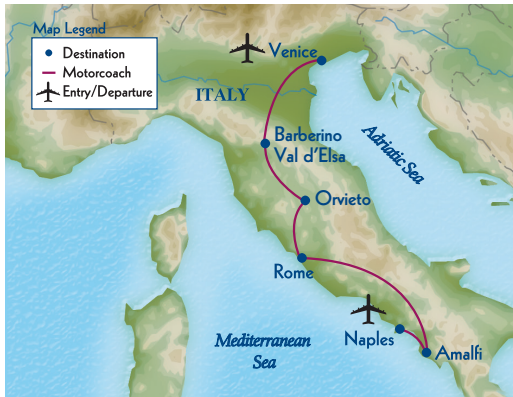 Map Legend
Destination
Motorcoach
Entry/Departure
Venice
ITALY
Barberino
Val d'Elsa
Adriatic Sea
Orvieto
Rome
Naples
Mediterranean
Sea
Amalfi